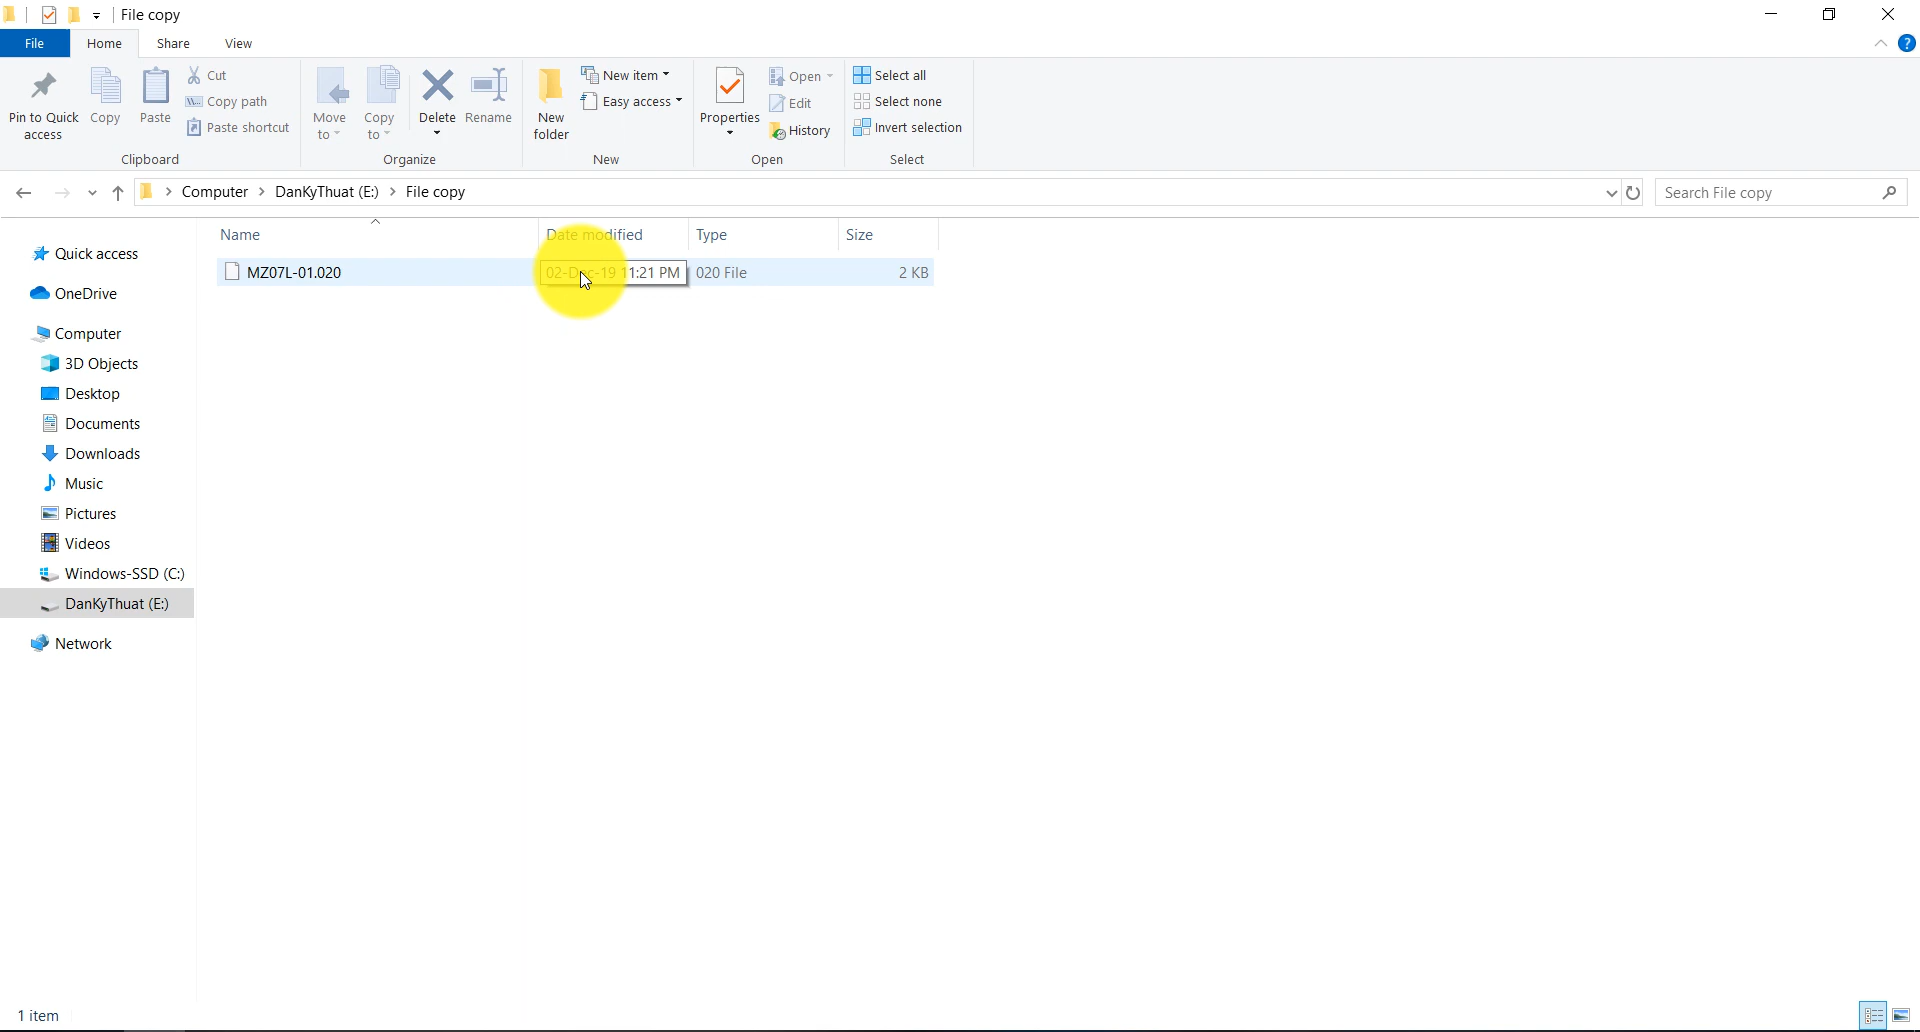 File copy
File
Home
Share
View
Pin to Quick access
Copy
Paste
Cut
Copy path
Paste shortcut
Clipboard
Move to
Copy to
Delete
Rename
Organize
New folder
New item
Easy access
New
Properties
Open
Edit
History
Open
Select all
Select none
Invert selection
Select
Computer > DanKyThuat (E:) > File copy
Search File copy
Name
Date modified
Type
Size
MZ07L-01.020
02-Dec-19 11:21 PM
020 File
2 KB
Quick access
OneDrive
Computer
3D Objects
Desktop
Documents
Downloads
Music
Pictures
Videos
Windows-SSD (C:)
DanKyThuat (E:)
Network
1 item